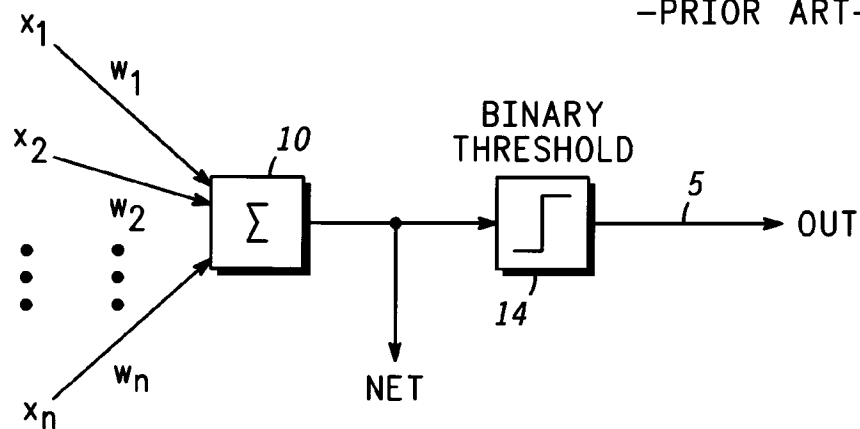 -PRIOR ART-
x1
w1
BINARY
THRESHOLD
x2
10
w2
Σ
5
OUT
14
wn
NET
xn